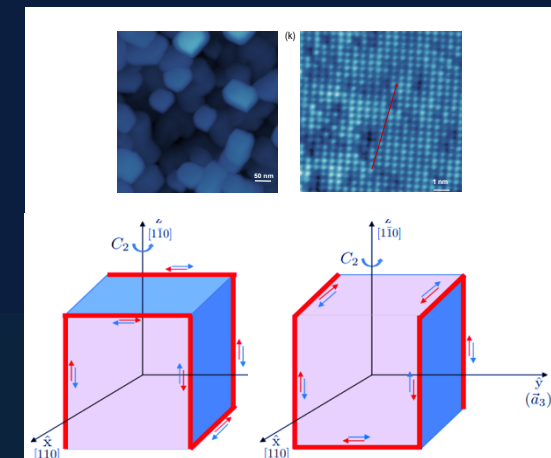 (k)
50 nm
1 nm
z
[11̄0]
C₂
x̂
[110]
z
[11̄0]
C₂
ŷ
(a⃗₃)
x̂
[110]